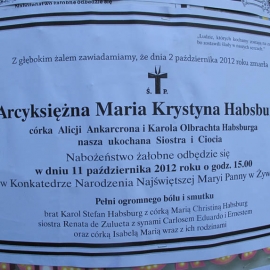 Z głębokim żalem zawiadamiamy, że dnia 2 października 2012 roku zmarła
Ś. P.
Arcyksiężna Maria Krystyna Habsbu
córka Alicji Ankarcrona i Karola Olbrachta Habsburga
nasza ukochana Siostra i Ciocia
Nabożeństwo żałobne odbędzie się
w dniu 11 października 2012 roku o godz. 15.00
w Konkatedrze Narodzenia Najświętszej Maryi Panny w Żyw
Pełni ogromnego bólu i smutku
brat Karol Stefan Habsburg z córką Marią Christiną Habsburg
siostra Renata de Zulueta z synami Carlosem Eduardo i Ernestem
oraz córką Isabelą Marią wraz z ich rodzinami